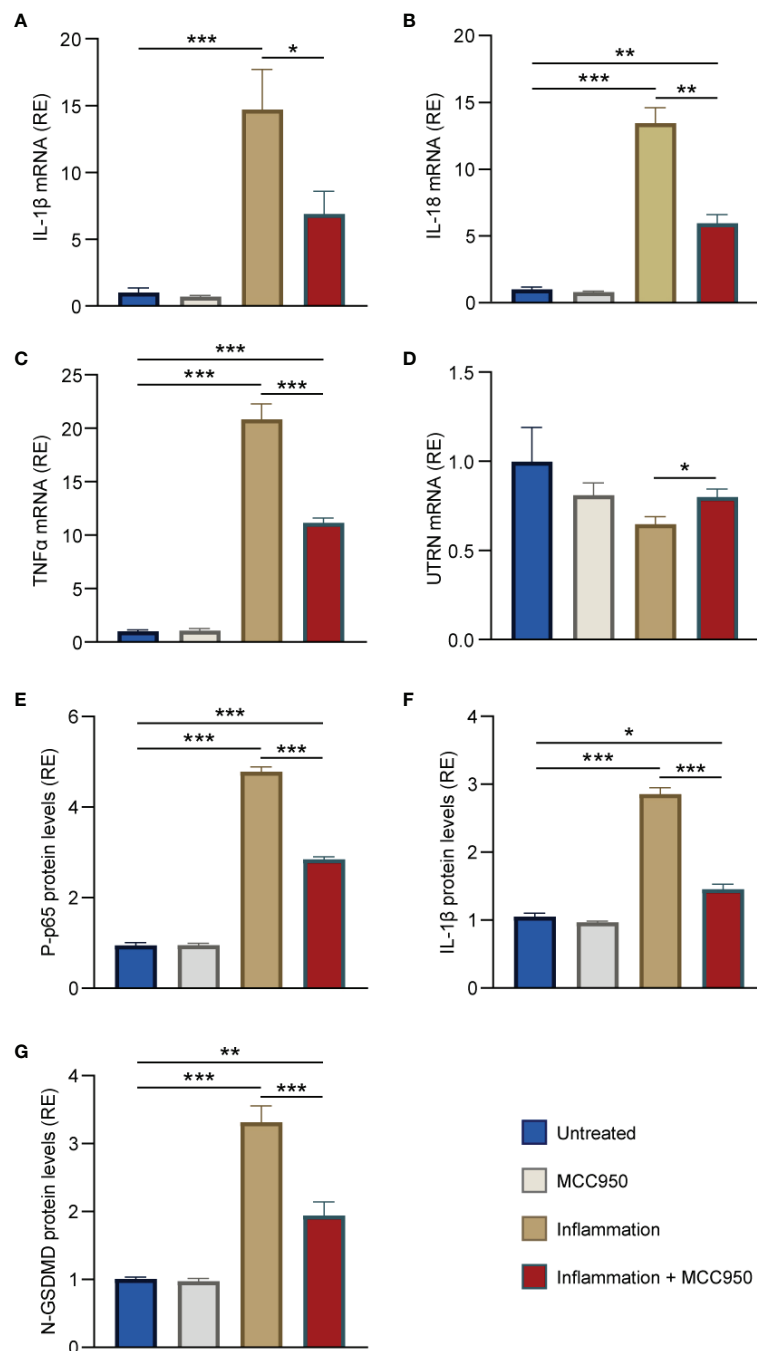 A
IL-1β mRNA (RE)
20
15
10
5
0
***
*
B
IL-18 mRNA (RE)
20
15
10
5
0
**
***
**
C
TNFα mRNA (RE)
25
20
15
10
5
0
***
***
***
D
UTRN mRNA (RE)
1.5
1.0
0.5
0.0
*
E
P-p65 protein levels (RE)
6
4
2
0
***
***
***
F
IL-1β protein levels (RE)
4
3
2
1
0
*
***
***
G
N-GSDMD protein levels (RE)
4
3
2
1
0
**
***
***
Untreated
MCC950
Inflammation
Inflammation + MCC950